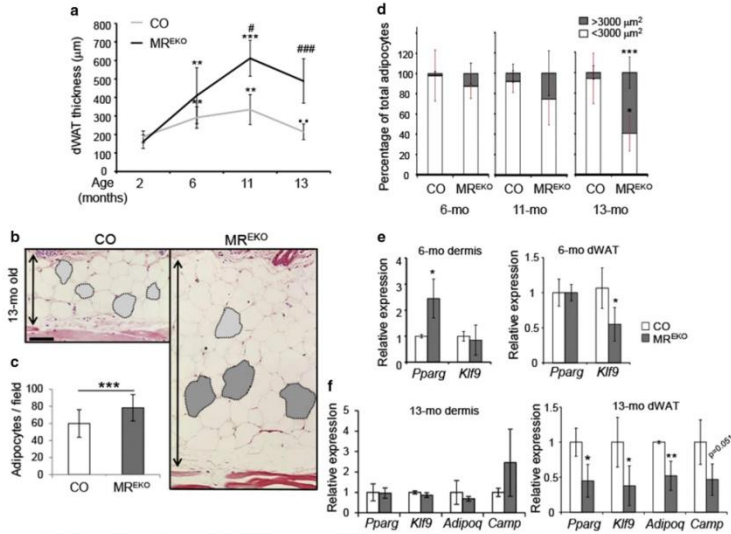 a
CO
MR^EKO
dWAT thickness (µm)
800
700
600
500
400
300
200
100
0
**
**
#
***
**
###
**
Age
(months)
2
6
11
13
b
CO
MR^EKO
13-mo old
c
Adipocytes / field
100
80
60
40
20
0
***
CO
MR^EKO
d
>3000 µm²
<3000 µm²
Percentage of total adipocytes
140
120
100
80
60
40
20
0
***
*
CO
MR^EKO
CO
MR^EKO
CO
MR^EKO
6-mo
11-mo
13-mo
e
6-mo dermis
Relative expression
4
3
2
1
0
*
Pparg
Klf9
6-mo dWAT
Relative expression
1.5
1
0.5
0
*
Pparg
Klf9
CO
MR^EKO
f
13-mo dermis
Relative expression
5
4
3
2
1
0
Pparg
Klf9
Adipoq
Camp
13-mo dWAT
Relative expression
1.5
1
0.5
0
*
*
**
p=0.051
Pparg
Klf9
Adipoq
Camp